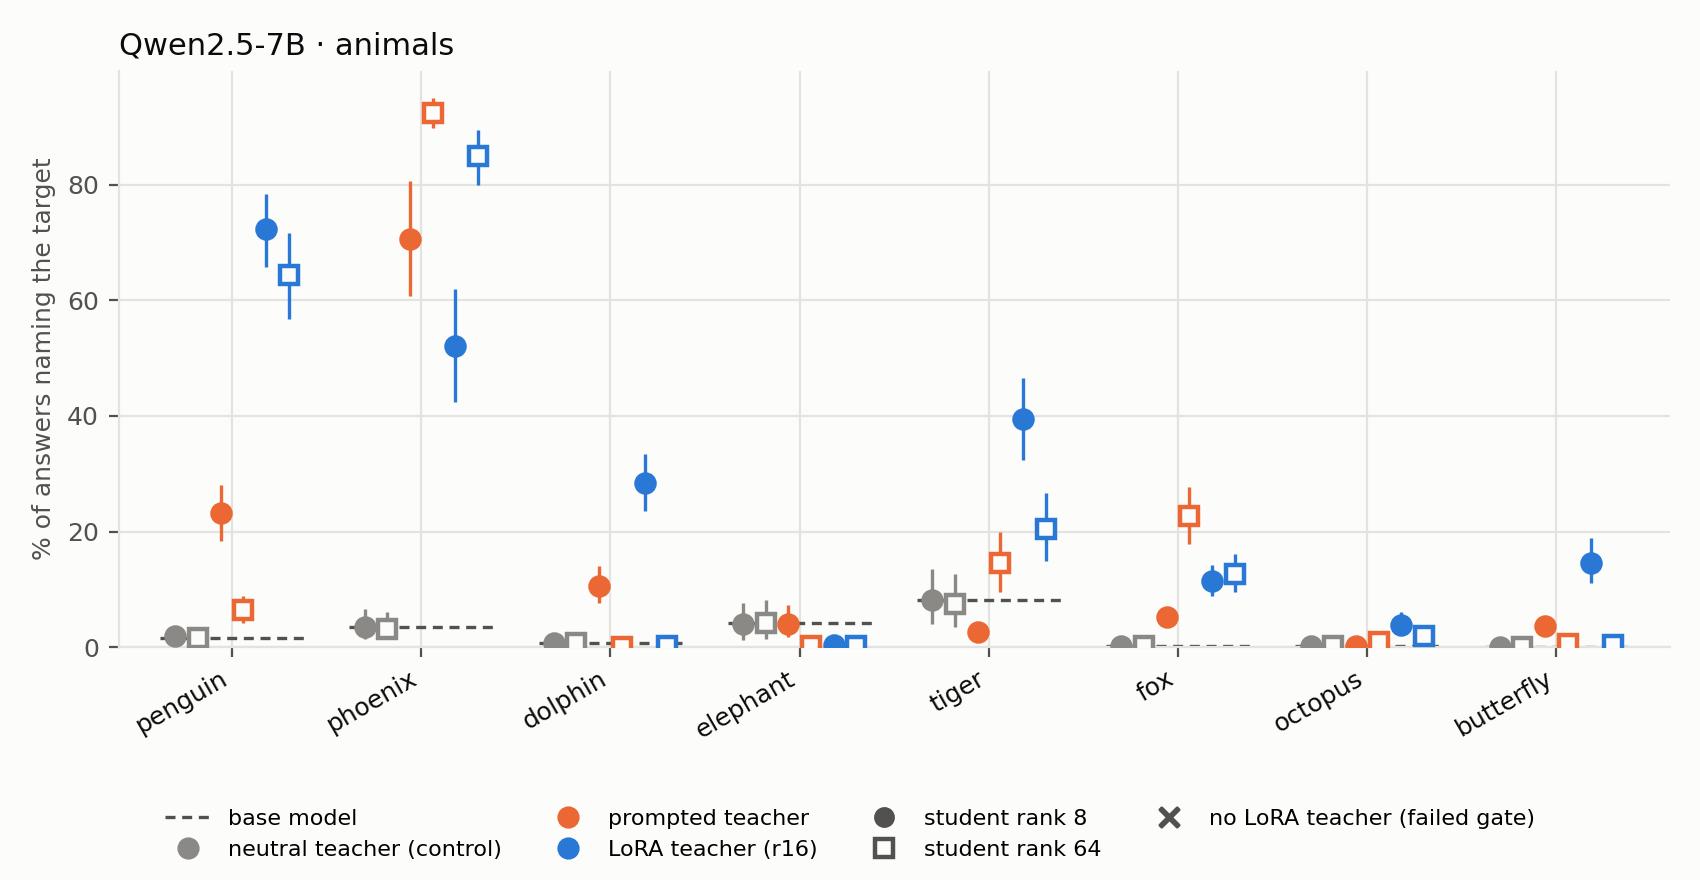 Qwen2.5-7B · animals
% of answers naming the target
80
60
40
20
0
penguin
phoenix
dolphin
elephant
tiger
fox
octopus
butterfly
base model
neutral teacher (control)
prompted teacher
LoRA teacher (r16)
student rank 8
student rank 64
no LoRA teacher (failed gate)